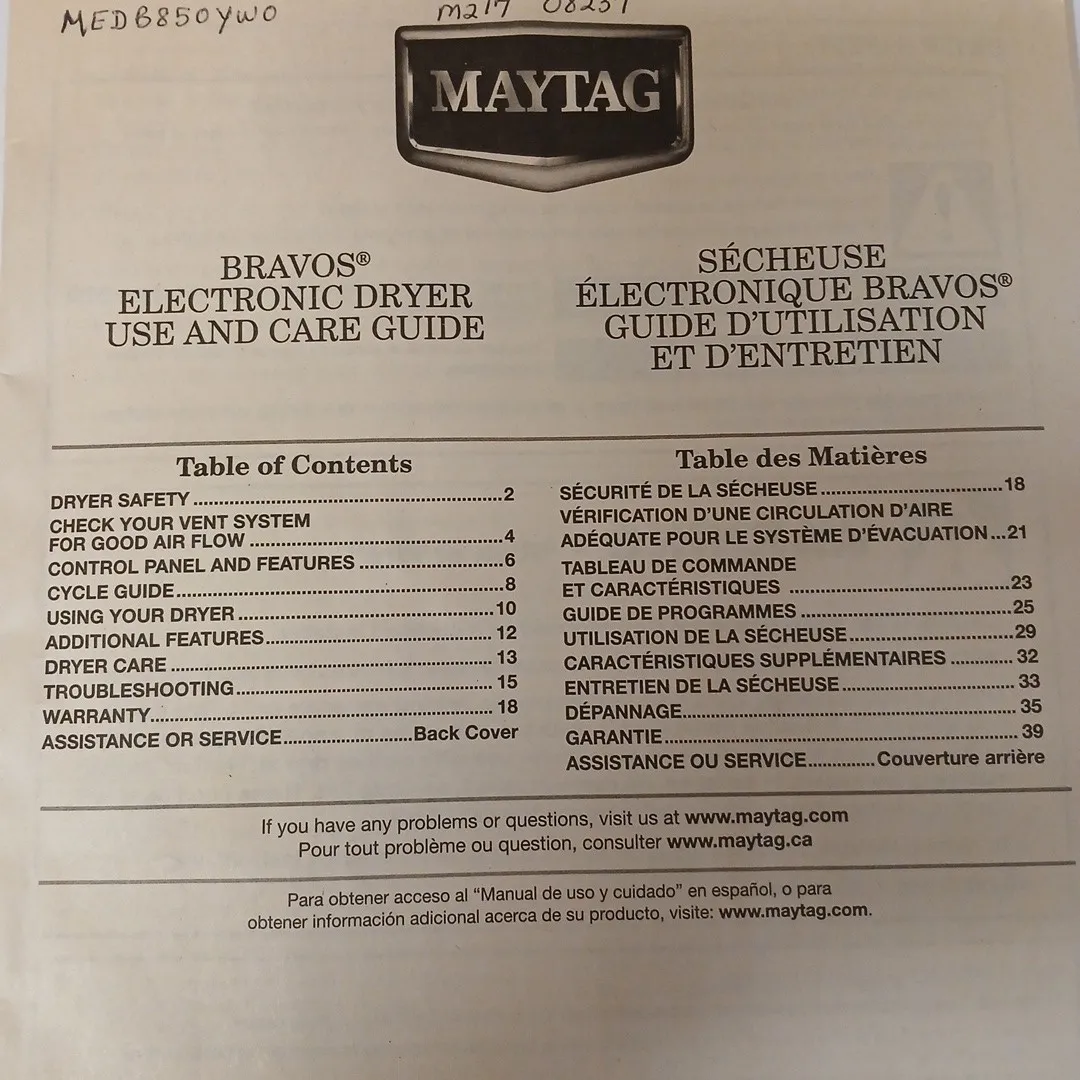 MEDB850YW0
M217 08231
MAYTAG
BRAVOS®
ELECTRONIC DRYER
USE AND CARE GUIDE
SÉCHEUSE
ÉLECTRONIQUE BRAVOS®
GUIDE D'UTILISATION
ET D'ENTRETIEN
Table of Contents
DRYER SAFETY ................................................ 2
CHECK YOUR VENT SYSTEM
FOR GOOD AIR FLOW ........................................ 4
CONTROL PANEL AND FEATURES ....................... 6
CYCLE GUIDE .................................................... 8
USING YOUR DRYER ........................................ 10
ADDITIONAL FEATURES .................................... 12
DRYER CARE .................................................... 13
TROUBLESHOOTING ........................................ 15
WARRANTY ...................................................... 18
ASSISTANCE OR SERVICE ..................... Back Cover
Table des Matières
SÉCURITÉ DE LA SÉCHEUSE ................................ 18
VÉRIFICATION D'UNE CIRCULATION D'AIRE
ADÉQUATE POUR LE SYSTÈME D'ÉVACUATION ... 21
TABLEAU DE COMMANDE
ET CARACTÉRISTIQUES .................................... 23
GUIDE DE PROGRAMMES .................................. 25
UTILISATION DE LA SÉCHEUSE ........................... 29
CARACTÉRISTIQUES SUPPLÉMENTAIRES ............ 32
ENTRETIEN DE LA SÉCHEUSE ............................. 33
DÉPANNAGE .................................................... 35
GARANTIE ........................................................ 39
ASSISTANCE OU SERVICE ............. Couverture arrière
If you have any problems or questions, visit us at www.maytag.com
Pour tout problème ou question, consulter www.maytag.ca
Para obtener acceso al "Manual de uso y cuidado" en español, o para
obtener información adicional acerca de su producto, visite: www.maytag.com.